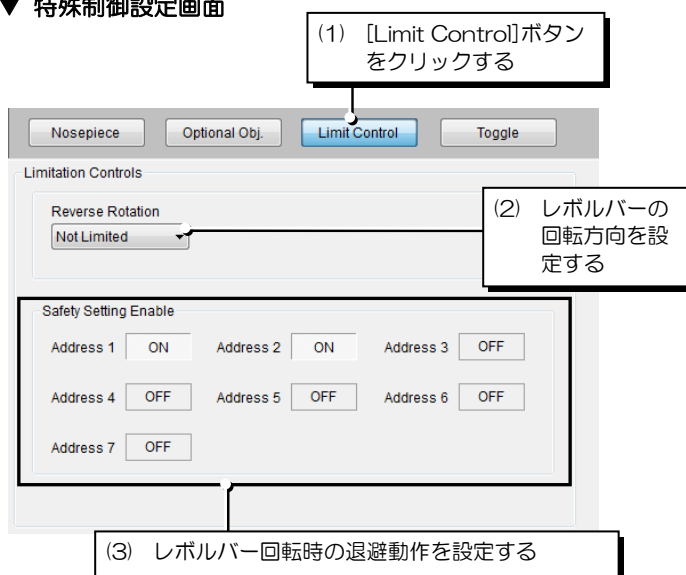 ▼ 特殊制御設定画面
(1) [Limit Control]ボタン
をクリックする
Nosepiece
Optional Obj.
Limit Control
Toggle
Limitation Controls
Reverse Rotation
Not Limited
(2) レボルバーの
回転方向を設
定する
Safety Setting Enable
Address 1 ON
Address 2 ON
Address 3 OFF
Address 4 OFF
Address 5 OFF
Address 6 OFF
Address 7 OFF
(3) レボルバー回転時の退避動作を設定する